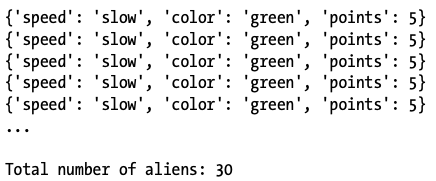 {'speed': 'slow', 'color': 'green', 'points': 5}
{'speed': 'slow', 'color': 'green', 'points': 5}
{'speed': 'slow', 'color': 'green', 'points': 5}
{'speed': 'slow', 'color': 'green', 'points': 5}
{'speed': 'slow', 'color': 'green', 'points': 5}
...
Total number of aliens: 30